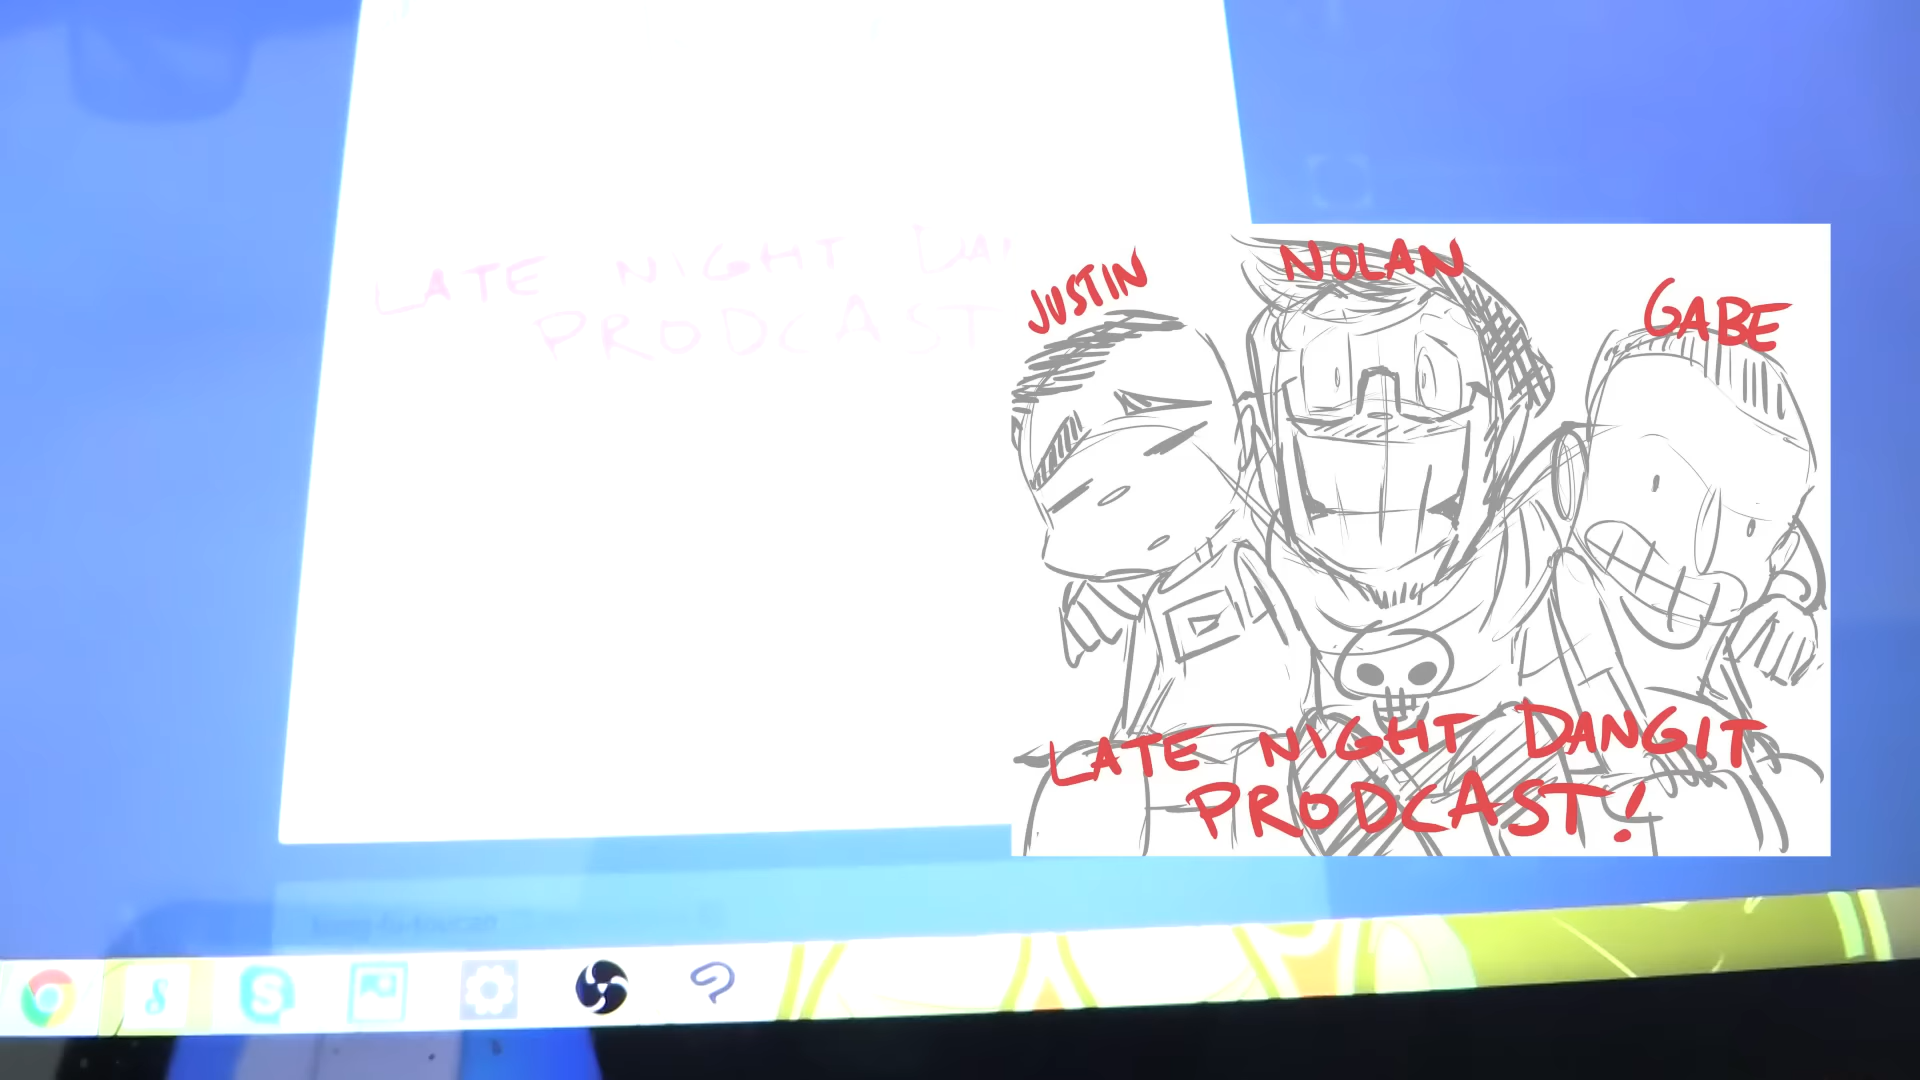 LATE NIGHT
PRODCAST
JUSTIN
NOLAN
GABE
LATE NIGHT DANGIT
PRODCAST!